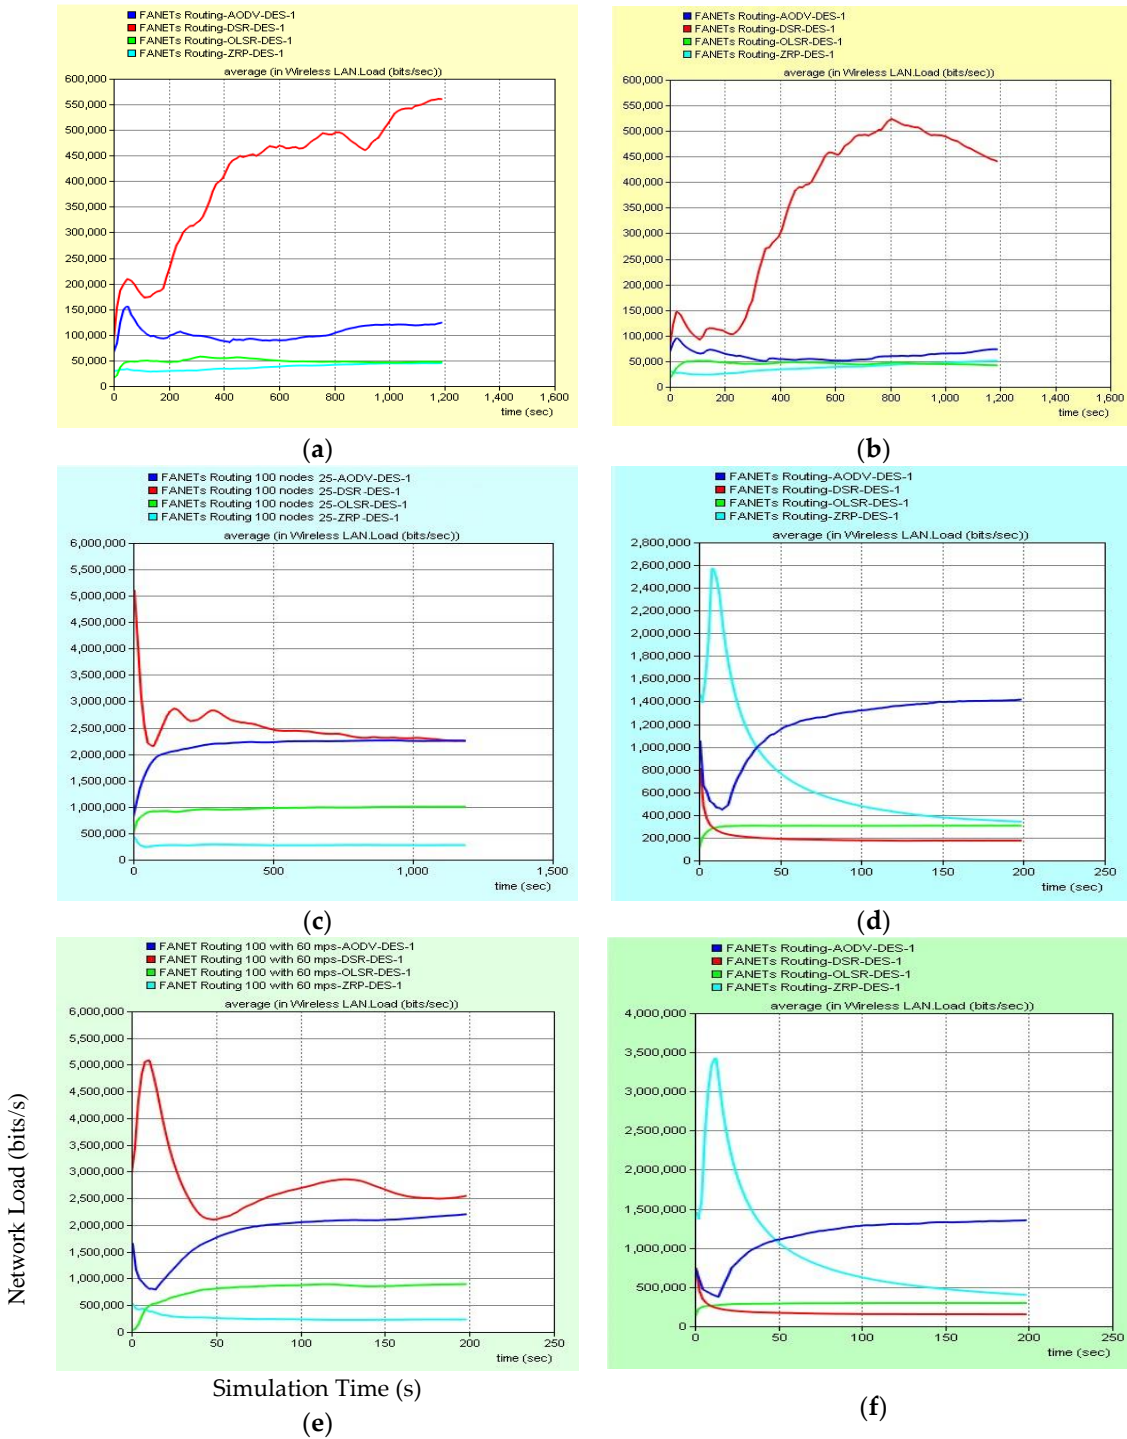 FANETs Routing-AODV-DES-1
FANETs Routing-DSR-DES-1
FANETs Routing-OLSR-DES-1
FANETs Routing-ZRP-DES-1
average (in Wireless LAN.Load (bits/sec))
600,000
550,000
500,000
450,000
400,000
350,000
300,000
250,000
200,000
150,000
100,000
50,000
0
0 200 400 600 800 1,000 1,200 1,400 1,600
time (sec)
(a)
FANETs Routing-AODV-DES-1
FANETs Routing-DSR-DES-1
FANETs Routing-OLSR-DES-1
FANETs Routing-ZRP-DES-1
average (in Wireless LAN.Load (bits/sec))
600,000
550,000
500,000
450,000
400,000
350,000
300,000
250,000
200,000
150,000
100,000
50,000
0
0 200 400 600 800 1,000 1,200 1,400 1,600
time (sec)
(b)
FANETs Routing 100 nodes 25-AODV-DES-1
FANETs Routing 100 nodes 25-DSR-DES-1
FANETs Routing 100 nodes 25-OLSR-DES-1
FANETs Routing 100 nodes 25-ZRP-DES-1
average (in Wireless LAN.Load (bits/sec))
6,000,000
5,500,000
5,000,000
4,500,000
4,000,000
3,500,000
3,000,000
2,500,000
2,000,000
1,500,000
1,000,000
500,000
0
0 500 1,000 1,500
time (sec)
(c)
FANETs Routing-AODV-DES-1
FANETs Routing-DSR-DES-1
FANETs Routing-OLSR-DES-1
FANETs Routing-ZRP-DES-1
average (in Wireless LAN.Load (bits/sec))
2,800,000
2,600,000
2,400,000
2,200,000
2,000,000
1,800,000
1,600,000
1,400,000
1,200,000
1,000,000
800,000
600,000
400,000
200,000
0
0 50 100 150 200 250
time (sec)
(d)
FANET Routing 100 with 60 mps-AODV-DES-1
FANET Routing 100 with 60 mps-DSR-DES-1
FANET Routing 100 with 60 mps-OLSR-DES-1
FANET Routing 100 with 60 mps-ZRP-DES-1
average (in Wireless LAN.Load (bits/sec))
6,000,000
5,500,000
5,000,000
4,500,000
4,000,000
3,500,000
3,000,000
2,500,000
2,000,000
1,500,000
1,000,000
500,000
0
0 50 100 150 200 250
time (sec)
Network Load (bits/s)
Simulation Time (s)
(e)
FANETs Routing-AODV-DES-1
FANETs Routing-DSR-DES-1
FANETs Routing-OLSR-DES-1
FANETs Routing-ZRP-DES-1
average (in Wireless LAN.Load (bits/sec))
4,000,000
3,500,000
3,000,000
2,500,000
2,000,000
1,500,000
1,000,000
500,000
0
0 50 100 150 200 250
time (sec)
(f)